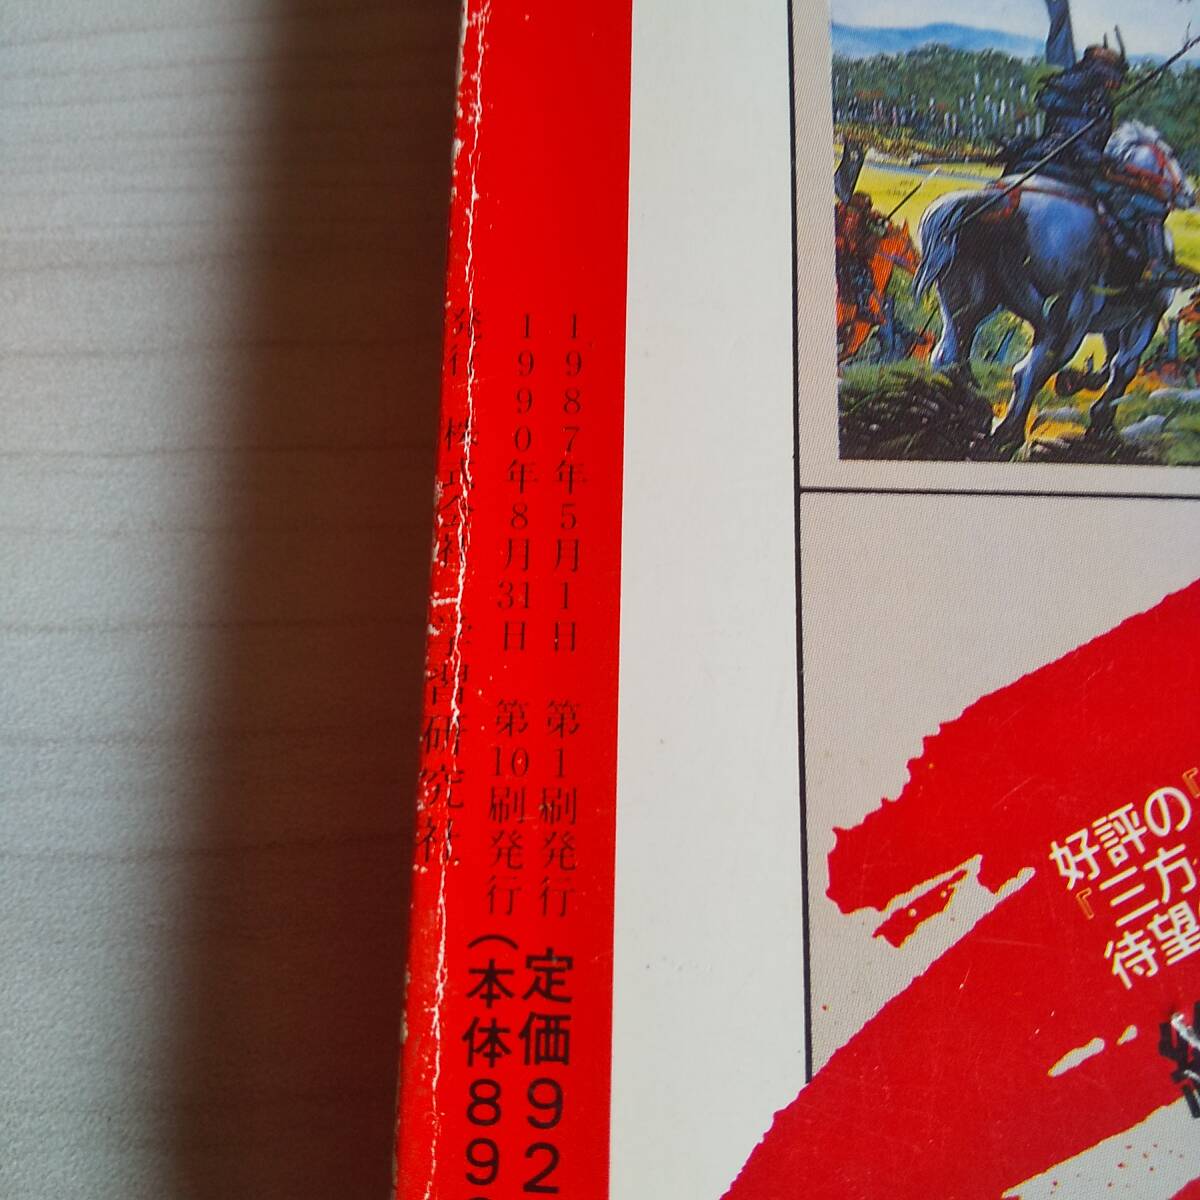 1987年5月1日 第1刷発行 定価92
1990年8月31日 第10刷発行 (本体89
発行 株式会社 学習研究社
好評の『
『三方
待望